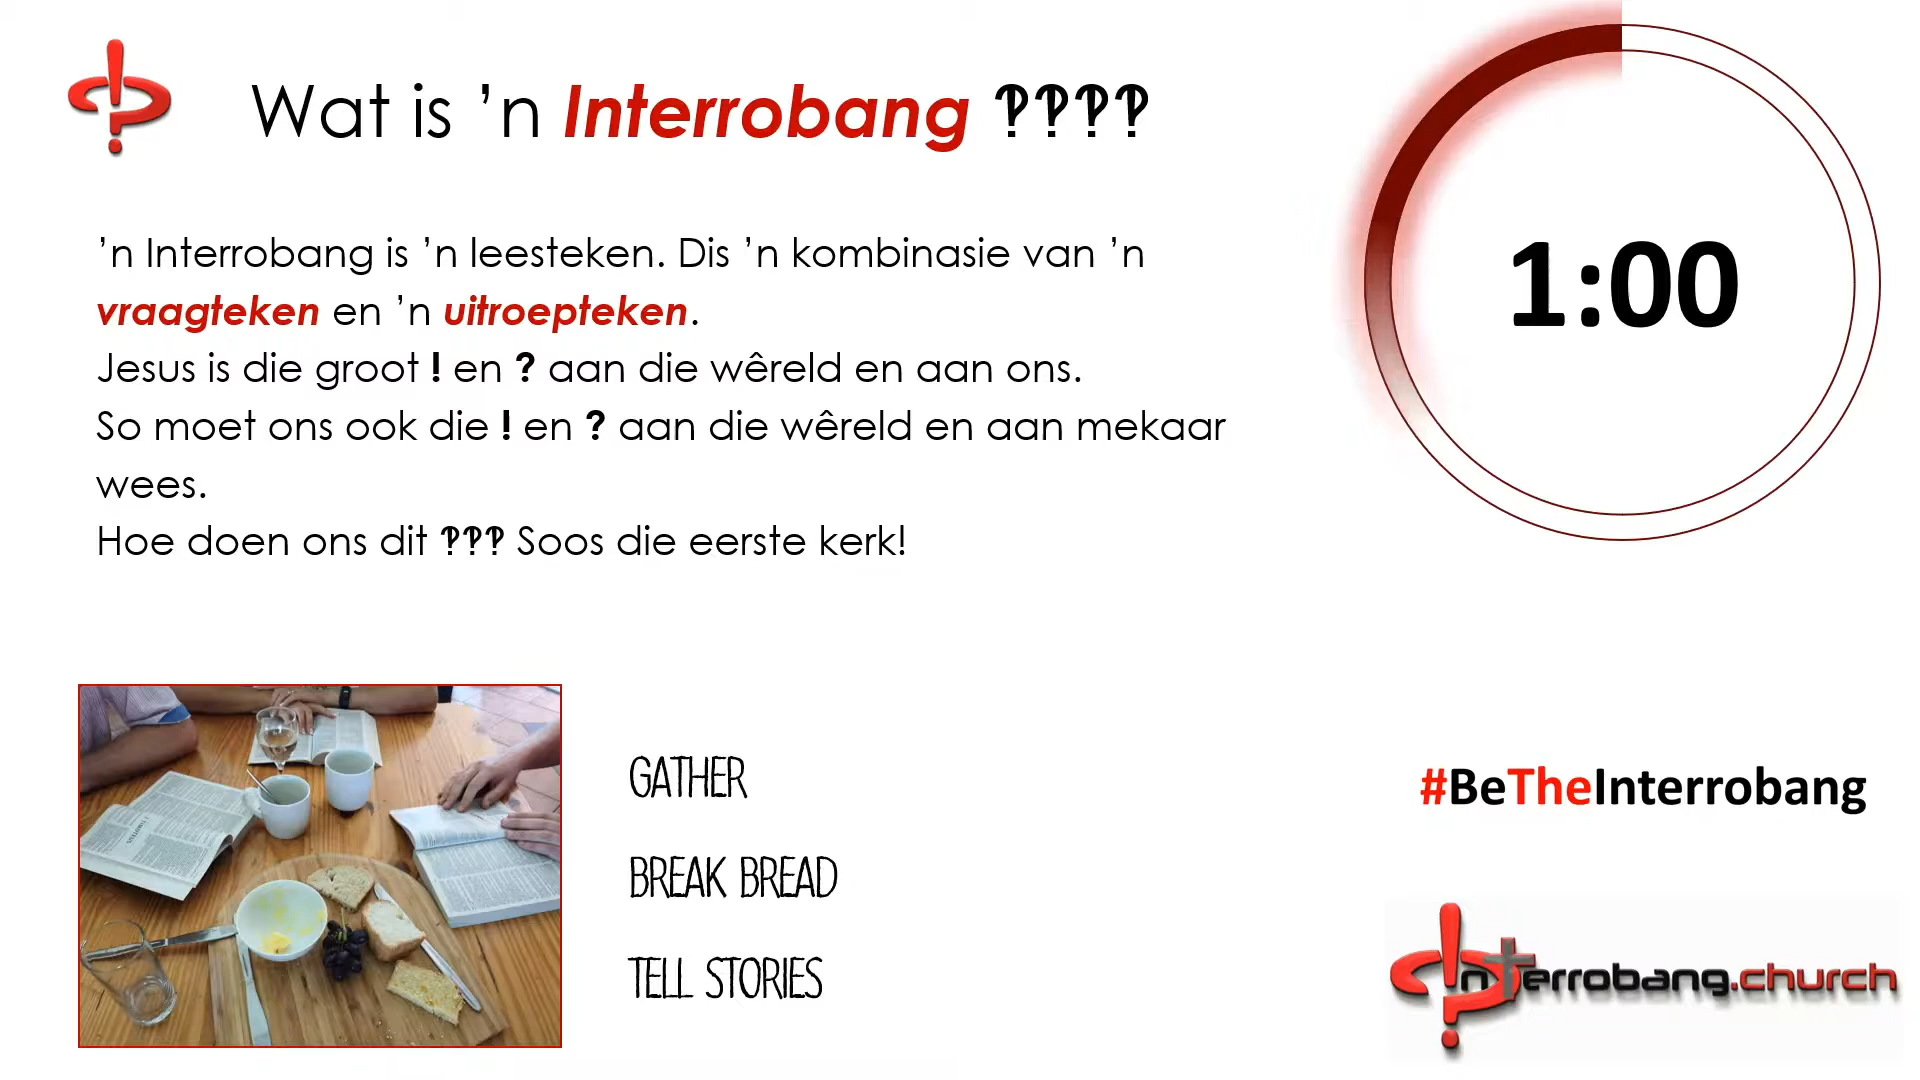 Wat is ’n Interrobang ‽‽‽‽
1:00
’n Interrobang is ’n leesteken. Dis ’n kombinasie van ’n
vraagteken en ’n uitroepteken.
Jesus is die groot ! en ? aan die wêreld en aan ons.
So moet ons ook die ! en ? aan die wêreld en aan mekaar
wees.
Hoe doen ons dit ‽‽‽ Soos die eerste kerk!
GATHER
BREAK BREAD
TELL STORIES
#BeTheInterrobang
interrobang.church